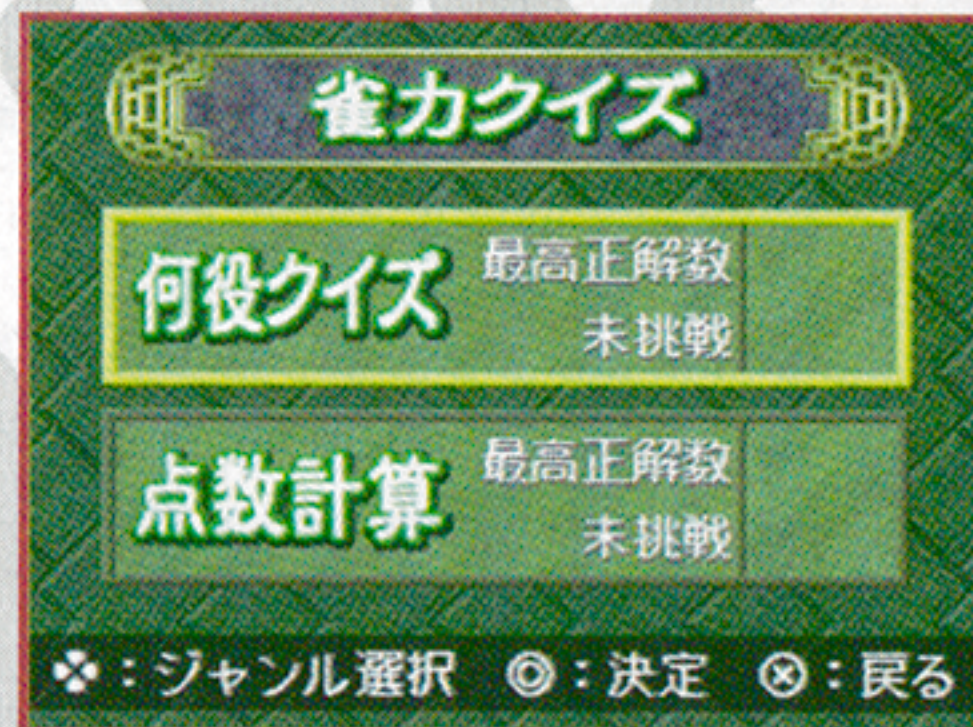 雀力クイズ
何役クイズ 最高正解数
未挑戦
点数計算 最高正解数
未挑戦
：ジャンル選択 ◎：決定 ⊗：戻る